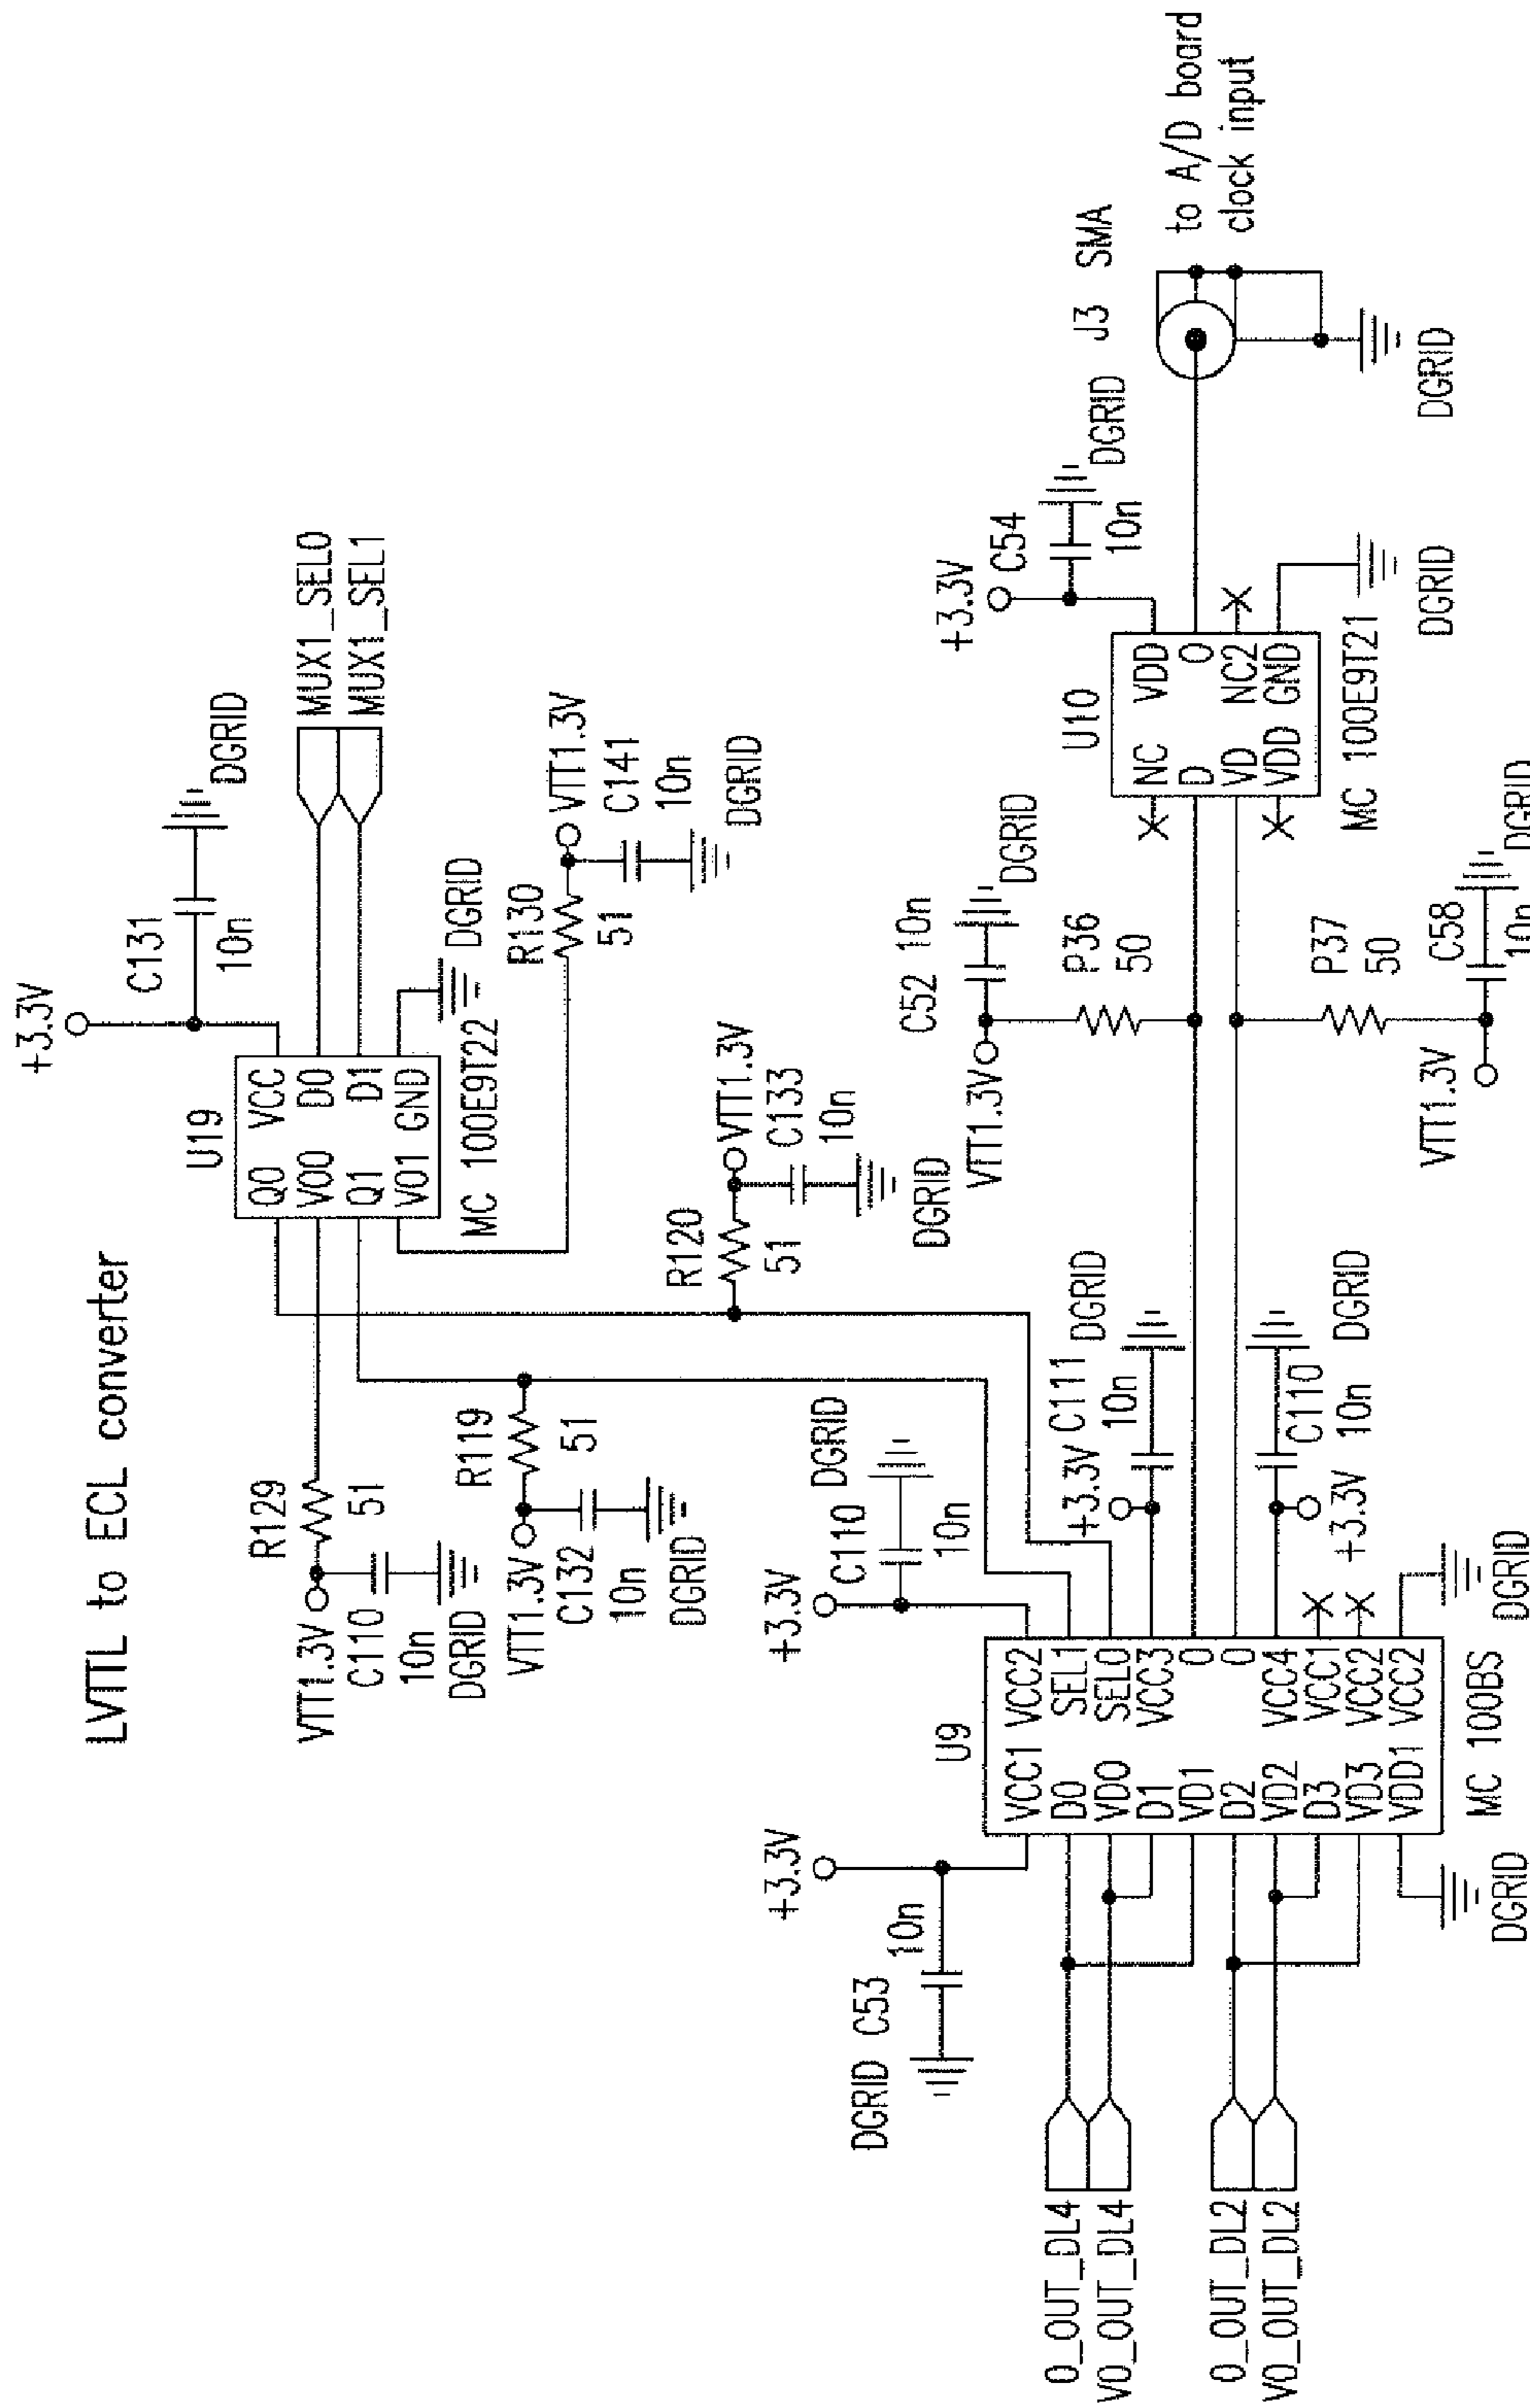 LVTTL to ECL converter
+3.3V
C131
10n
DGRID
MUX1_SEL0
MUX1_SEL1
U19
Q0
VO0
Q1
VO1
VCC
D0
D1
GND
MC 100E9T22
DGRID
R129
51
VTT1.3V
C110
10n
DGRID
R130
51
VTT1.3V
C141
10n
DGRID
R119
51
VTT1.3V
C132
10n
DGRID
R120
51
VTT1.3V
C133
10n
DGRID
+3.3V
C110
10n
DGRID
+3.3V
10n
DGRID C53
U9
VCC1
D0
VD0
D1
VD1
D2
VD2
D3
VD3
VDD1
VCC2
SEL1
SEL0
VCC3
O
O
VCC4
VCC1
VCC2
VCC2
MC 100BS
DGRID
DGRID
O_OUT_DL4
VO_OUT_DL4
O_OUT_DL2
VO_OUT_DL2
+3.3V
C111
10n
DGRID
+3.3V
C110
10n
DGRID
VTT1.3V
C52 10n
DGRID
P36
50
P37
50
VTT1.3V
C58
10n
DGRID
U10
NC
D
VD
VDD
VDD
O
NC2
GND
MC 100E9T21
DGRID
+3.3V
C54
10n
DGRID
J3 SMA
DGRID
to A/D board
clock input